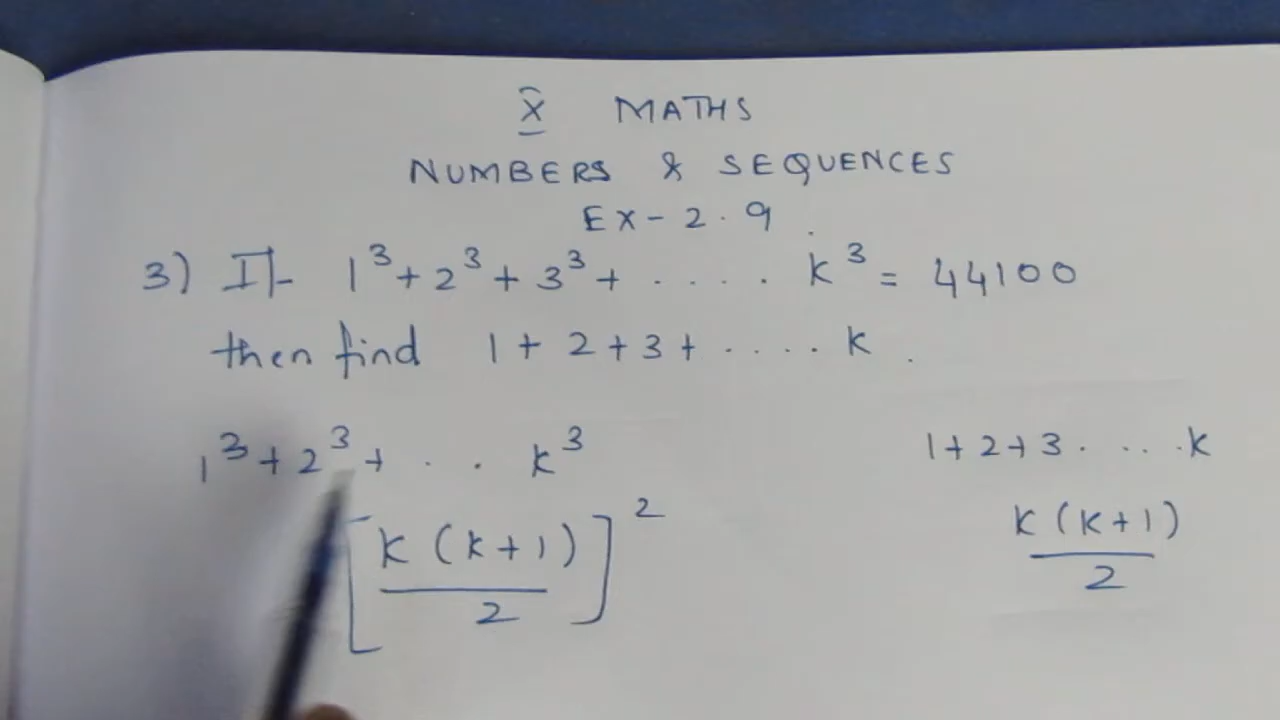 X MATHS
NUMBERS & SEQUENCES
Ex - 2.9
3) If 1³ + 2³ + 3³ + ..... k³ = 44100
then find 1 + 2 + 3 + ..... k.
1³ + 2³ + . . k³
1 + 2 + 3 . ... . k
[k (k + 1) / 2]²
k (k + 1) / 2